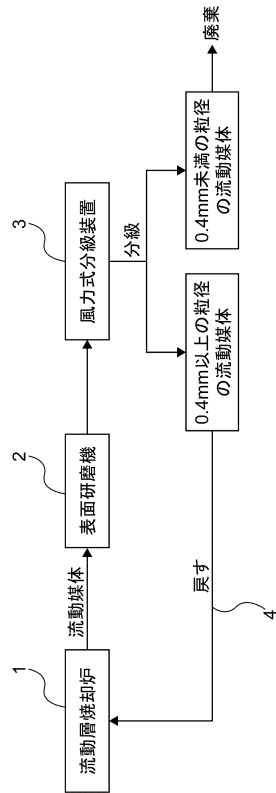 1
流動層焼却炉
流動媒体
2
表面研磨機
3
風力式分級装置
分級
0.4mm以上の粒径
の流動媒体
0.4mm未満の粒径
の流動媒体
廃棄
戻す
4